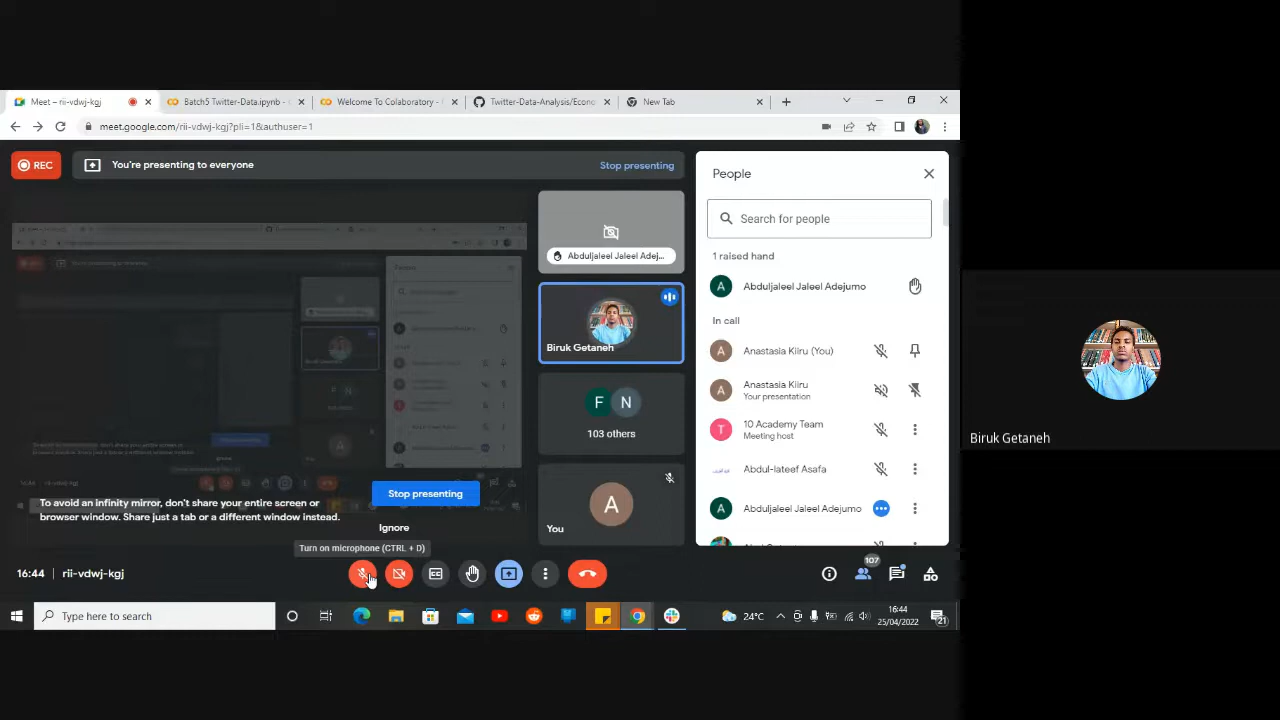 Meet – rii-vdwj-kgj
Batch5 Twitter-Data.ipynb -
Welcome To Colaboratory -
Twitter-Data-Analysis/Econo
New Tab
meet.google.com/rii-vdwj-kgj?pli=1&authuser=1
REC
You're presenting to everyone
Stop presenting
People
Search for people
1 raised hand
Abduljaleel Jaleel Adejumo
In call
Anastasia Kiiru (You)
Anastasia Kiiru
Your presentation
10 Academy Team
Meeting host
Abdul-lateef Asafa
Abduljaleel Jaleel Adejumo
Abduljaleel Jaleel Adej...
Biruk Getaneh
F N
103 others
A
You
To avoid an infinity mirror, don't share your entire screen or
browser window. Share just a tab or a different window instead.
Stop presenting
Ignore
Turn on microphone (CTRL + D)
16:44 rii-vdwj-kgj
107
Type here to search
24°C
16:44
25/04/2022
21
Biruk Getaneh